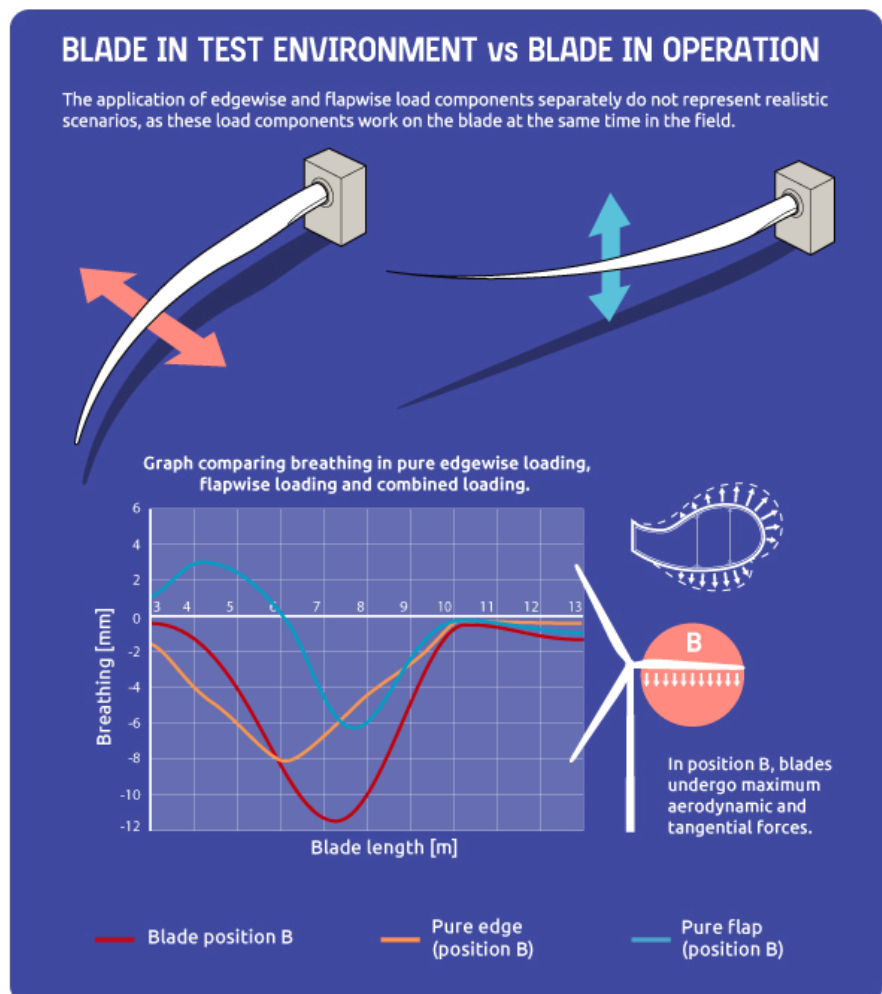 BLADE IN TEST ENVIRONMENT vs BLADE IN OPERATION
The application of edgewise and flapwise load components separately do not represent realistic
scenarios, as these load components work on the blade at the same time in the field.
Graph comparing breathing in pure edgewise loading,
flapwise loading and combined loading.
Breathing [mm]
6
4
2
0
-2
-4
-6
-8
-10
-12
3 4 5 6 7 8 9 10 11 12 13
Blade length [m]
B
In position B, blades
undergo maximum
aerodynamic and
tangential forces.
Blade position B
Pure edge
(position B)
Pure flap
(position B)